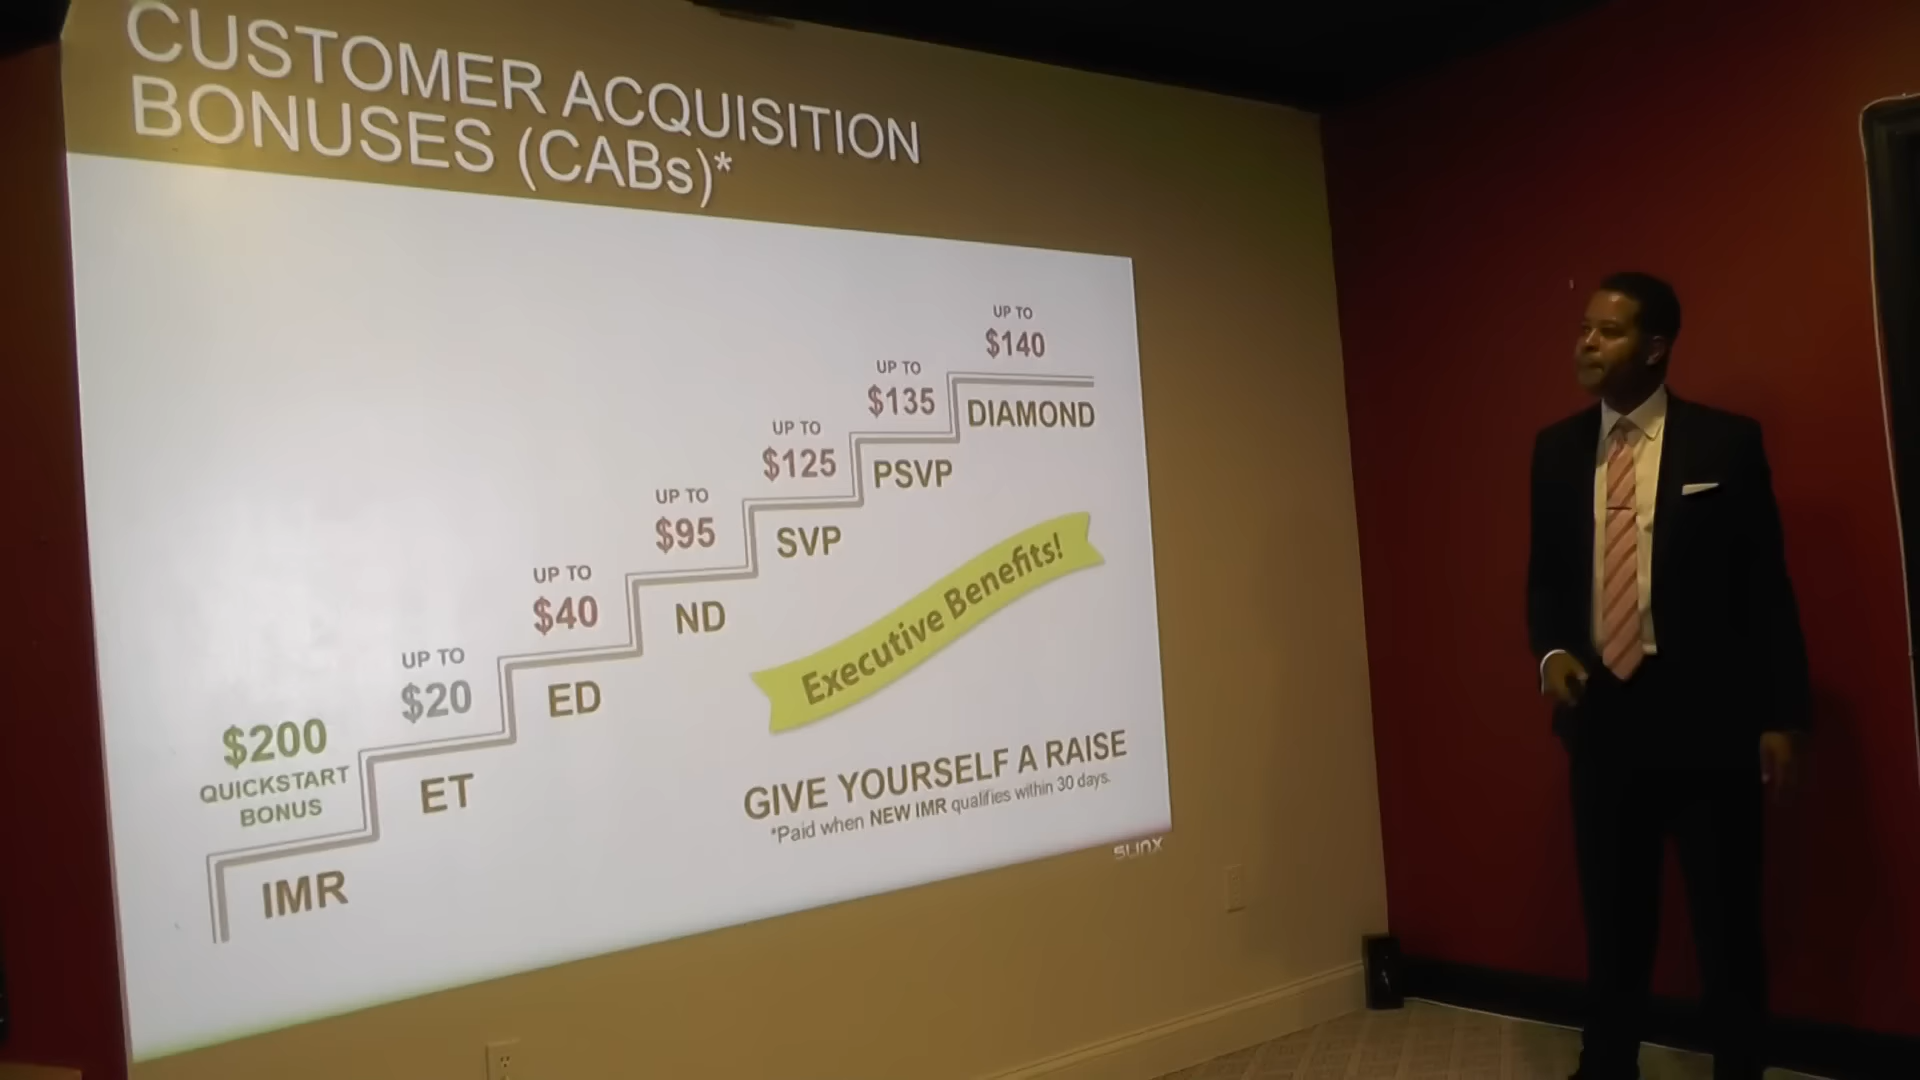 CUSTOMER ACQUISITION
BONUSES (CABs)*
UP TO
$140
DIAMOND
UP TO
$135
PSVP
UP TO
$125
SVP
UP TO
$95
ND
UP TO
$40
ED
UP TO
$20
ET
$200
QUICKSTART
BONUS
IMR
Executive Benefits!
GIVE YOURSELF A RAISE
*Paid when NEW IMR qualifies within 30 days.